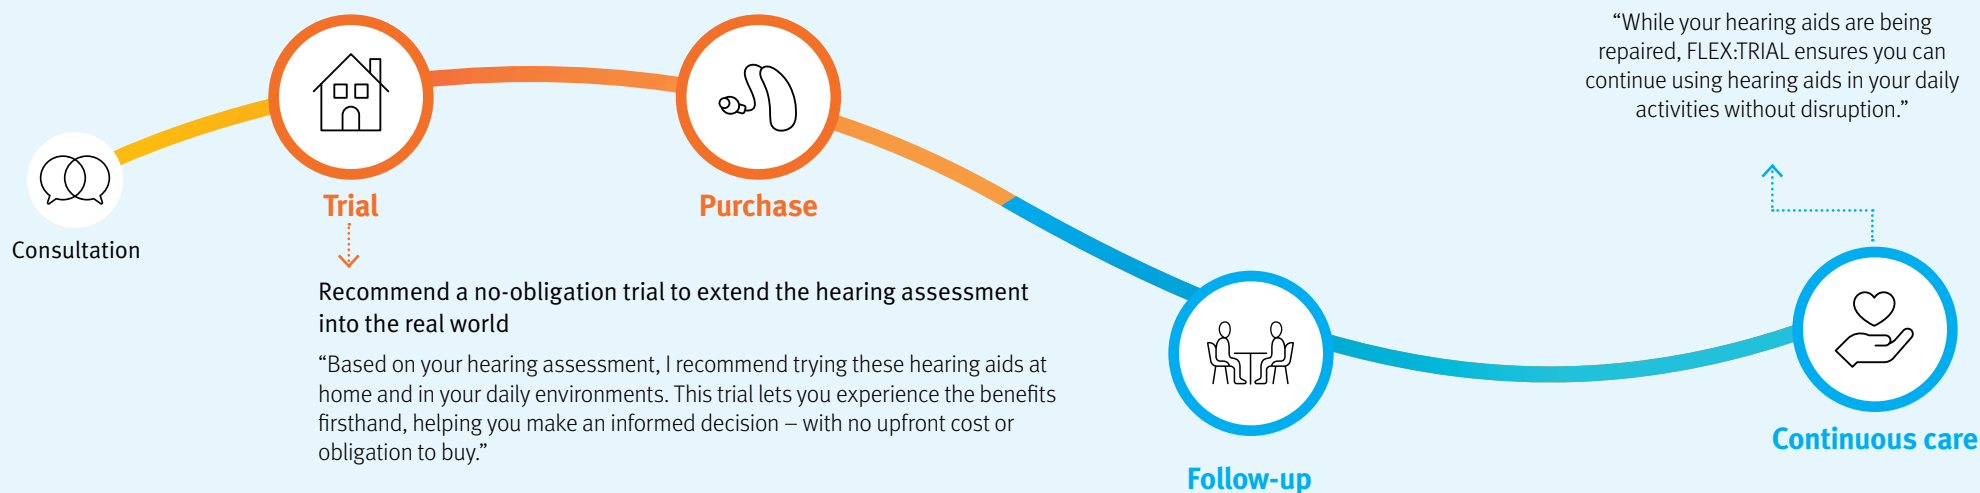 Consultation
Trial
Recommend a no-obligation trial to extend the hearing assessment
into the real world
“Based on your hearing assessment, I recommend trying these hearing aids at
home and in your daily environments. This trial lets you experience the benefits
firsthand, helping you make an informed decision – with no upfront cost or
obligation to buy.”
Purchase
Follow-up
“While your hearing aids are being
repaired, FLEX:TRIAL ensures you can
continue using hearing aids in your daily
activities without disruption.”
Continuous care